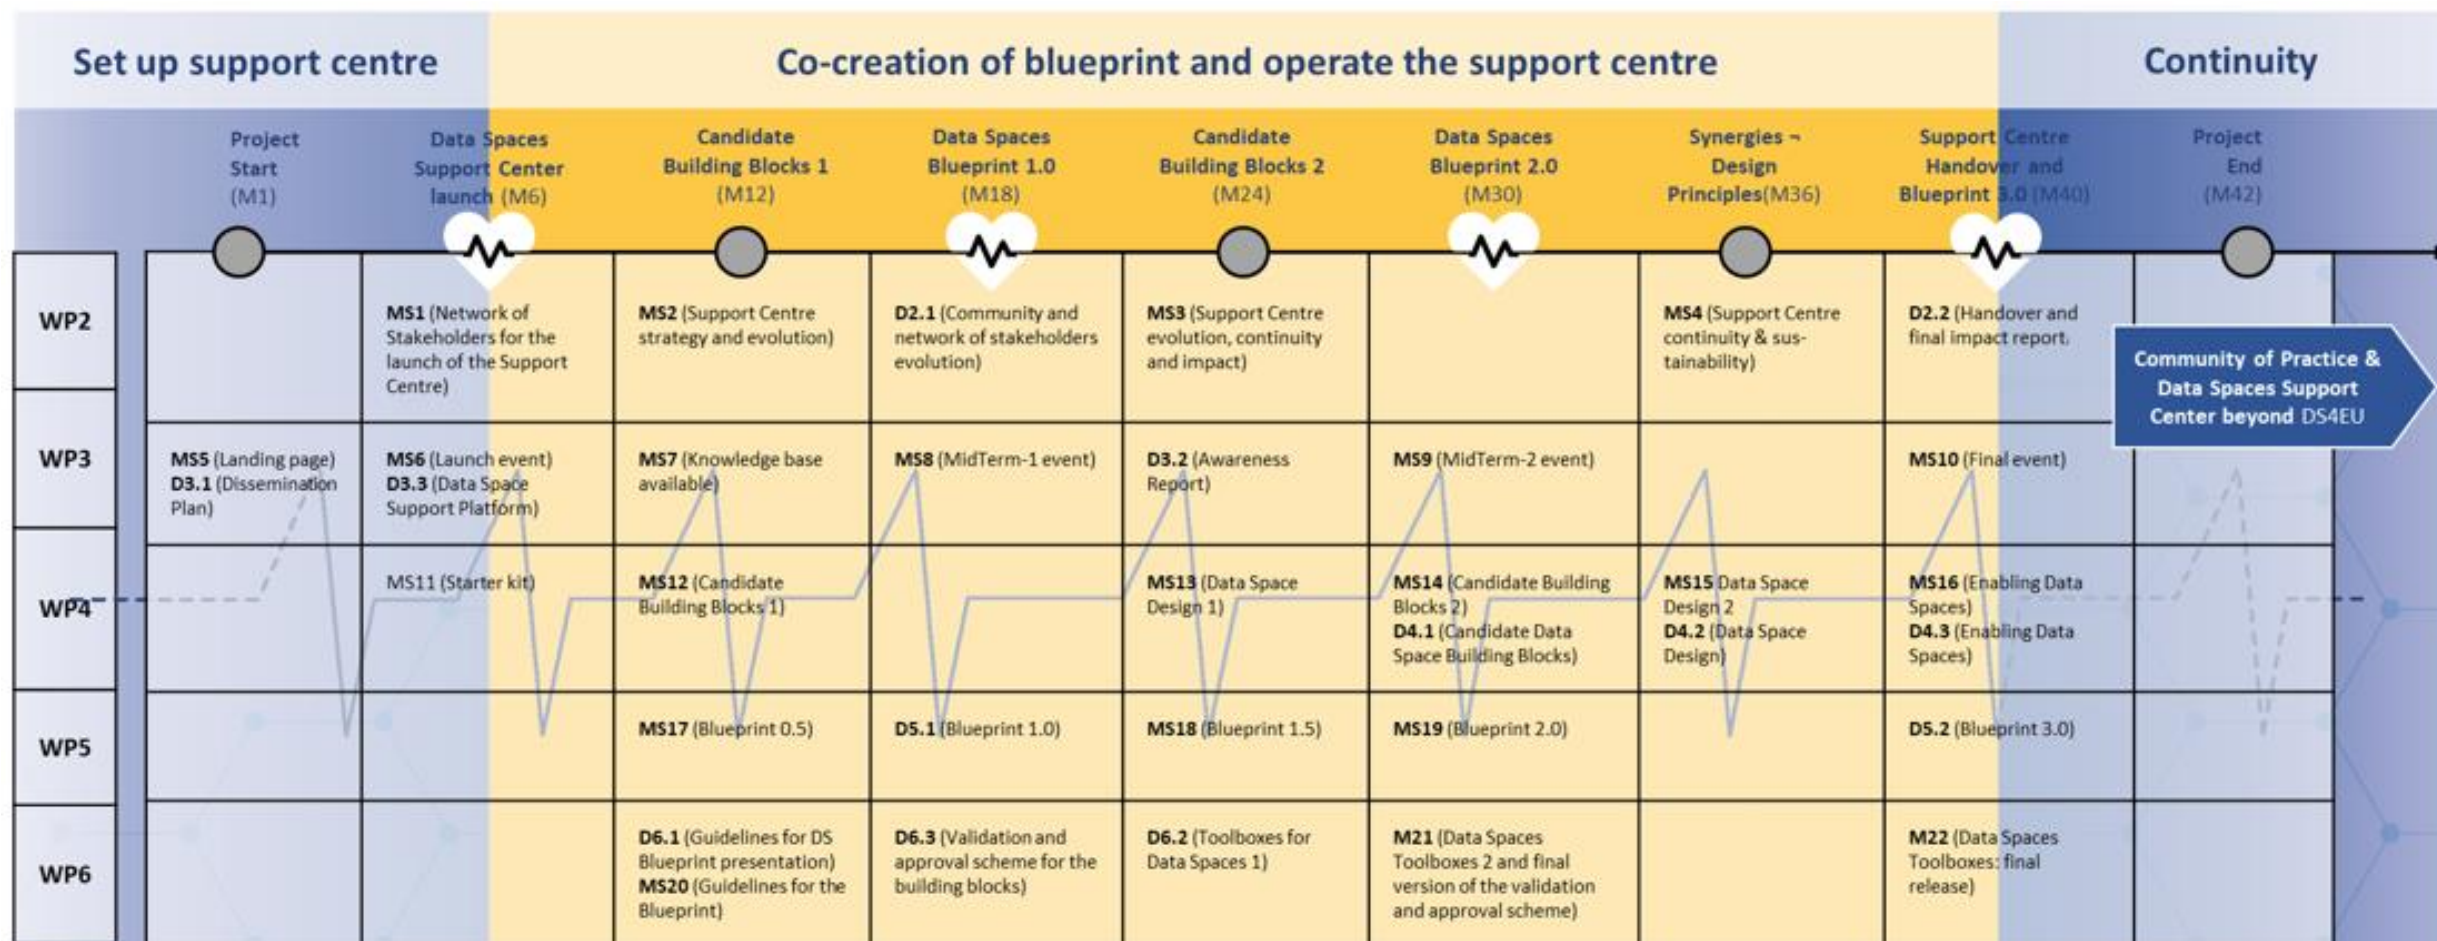 Set up support centre
Co-creation of blueprint and operate the support centre
Continuity
Project
Start
(M1)
Data Spaces
Support Center
launch (M6)
Candidate
Building Blocks 1
(M12)
Data Spaces
Blueprint 1.0
(M18)
Candidate
Building Blocks 2
(M24)
Data Spaces
Blueprint 2.0
(M30)
Synergies ¬
Design
Principles(M36)
Support Centre
Handover and
Blueprint 3.0 (M40)
Project
End
(M42)
WP2
MS1 (Network of
Stakeholders for the
launch of the Support
Centre)
MS2 (Support Centre
strategy and evolution)
D2.1 (Community and
network of stakeholders
evolution)
MS3 (Support Centre
evolution, continuity
and impact)
MS4 (Support Centre
continuity & sus-
tainability)
D2.2 (Handover and
final impact report.
Community of Practice &
Data Spaces Support
Center beyond DS4EU
WP3
MS5 (Landing page)
D3.1 (Dissemination
Plan)
MS6 (Launch event)
D3.3 (Data Space
Support Platform)
MS7 (Knowledge base
available)
MS8 (MidTerm-1 event)
D3.2 (Awareness
Report)
MS9 (MidTerm-2 event)
MS10 (Final event)
WP4
MS11 (Starter kit)
MS12 (Candidate
Building Blocks 1)
MS13 (Data Space
Design 1)
MS14 (Candidate Building
Blocks 2)
D4.1 (Candidate Data
Space Building Blocks)
MS15 Data Space
Design 2
D4.2 (Data Space
Design)
MS16 (Enabling Data
Spaces)
D4.3 (Enabling Data
Spaces)
WP5
MS17 (Blueprint 0.5)
D5.1 (Blueprint 1.0)
MS18 (Blueprint 1.5)
MS19 (Blueprint 2.0)
D5.2 (Blueprint 3.0)
WP6
D6.1 (Guidelines for DS
Blueprint presentation)
MS20 (Guidelines for the
Blueprint)
D6.3 (Validation and
approval scheme for the
building blocks)
D6.2 (Toolboxes for
Data Spaces 1)
M21 (Data Spaces
Toolboxes 2 and final
version of the validation
and approval scheme)
M22 (Data Spaces
Toolboxes: final
release)